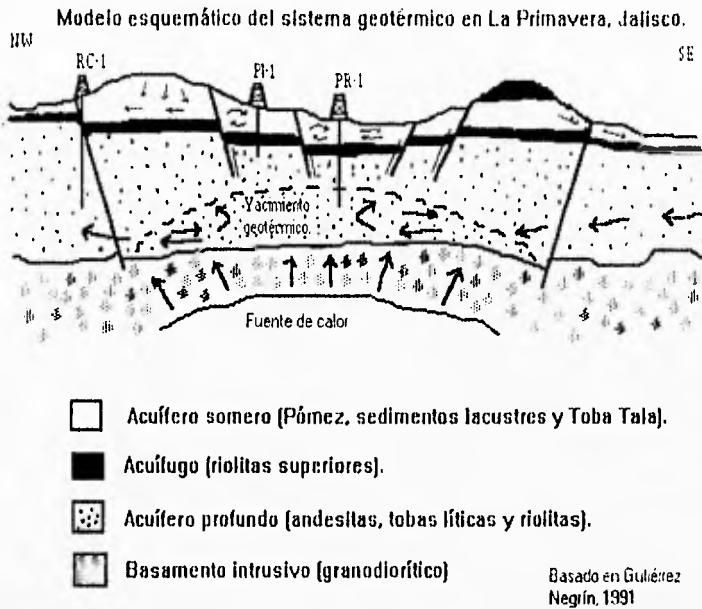 Modelo esquemático del sistema geotérmico en La Primavera, Jalisco.
NW
SE
RC-1
PI-1
PR-1
Yacimiento
geotérmico.
Fuente de calor
Acuífero somero (Pómez, sedimentos lacustres y Toba Tala).
Acuífugo (riolitas superiores).
Acuífero profundo (andesitas, tobas líticas y riolitas).
Basamento intrusivo (granodiorítico)
Basado en Gutiérrez
Negrín, 1991